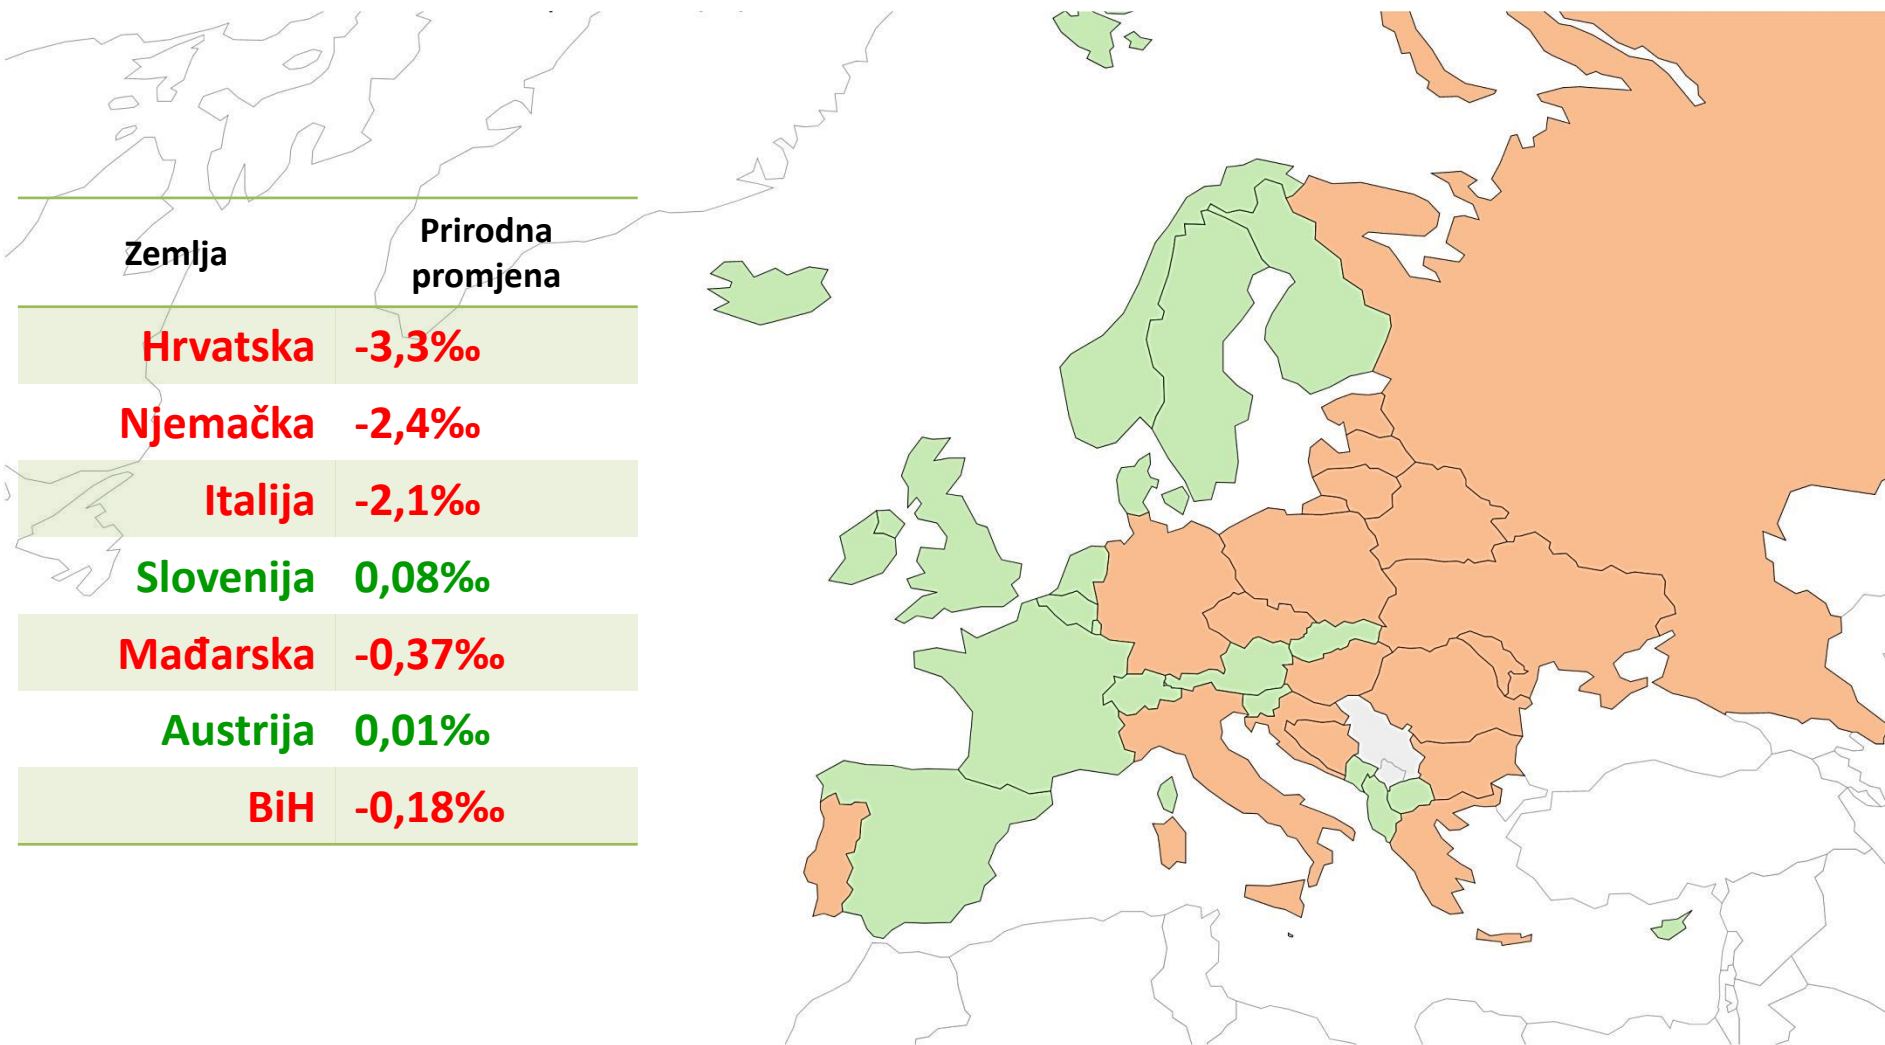 Zemlja
Prirodna
promjena
Hrvatska -3,3‰
Njemačka -2,4‰
Italija -2,1‰
Slovenija 0,08‰
Mađarska -0,37‰
Austrija 0,01‰
BiH -0,18‰